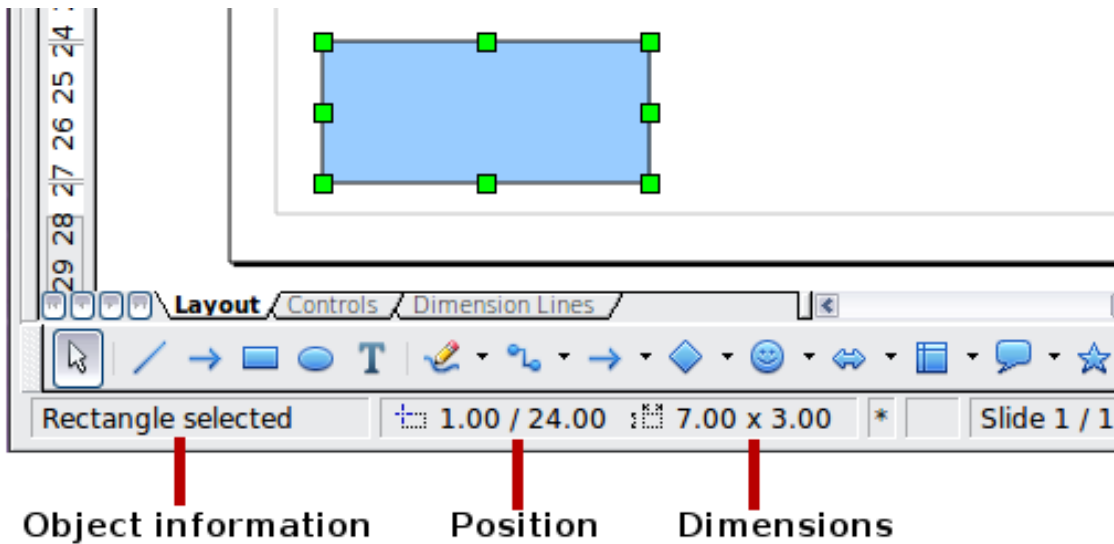 24
25
26
27
28
29
Layout Controls Dimension Lines
T
Rectangle selected 1.00 / 24.00 7.00 x 3.00 * Slide 1 / 1
Object information Position Dimensions